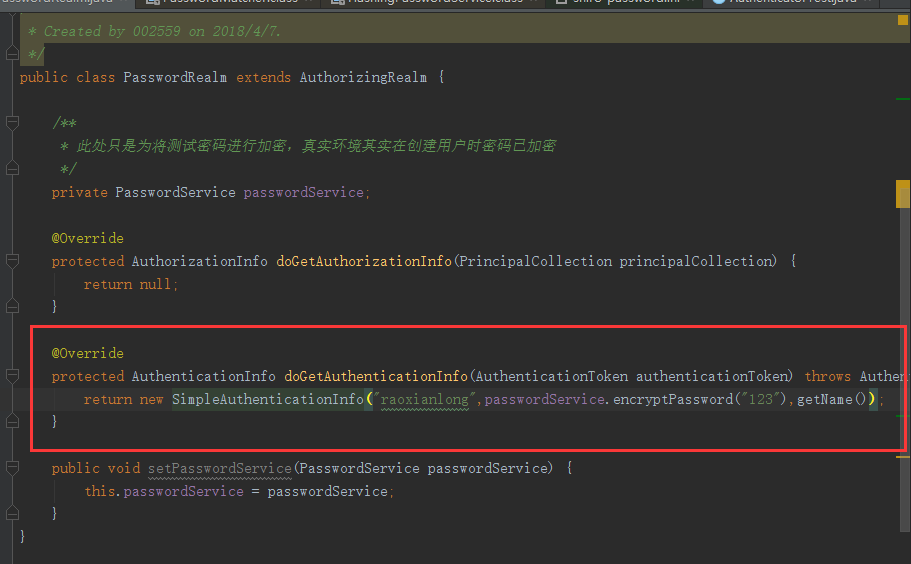 * Created by 002559 on 2018/4/7.
*/
public class PasswordRealm extends AuthorizingRealm {
/**
* 此处只是为将测试密码进行加密，真实环境其实在创建用户时密码已加密
*/
private PasswordService passwordService;
@Override
protected AuthorizationInfo doGetAuthorizationInfo(PrincipalCollection principalCollection) {
return null;
}
@Override
protected AuthenticationInfo doGetAuthenticationInfo(AuthenticationToken authenticationToken) throws Authen
return new SimpleAuthenticationInfo("raoxianlong",passwordService.encryptPassword("123"),getName());
}
public void setPasswordService(PasswordService passwordService) {
this.passwordService = passwordService;
}
}